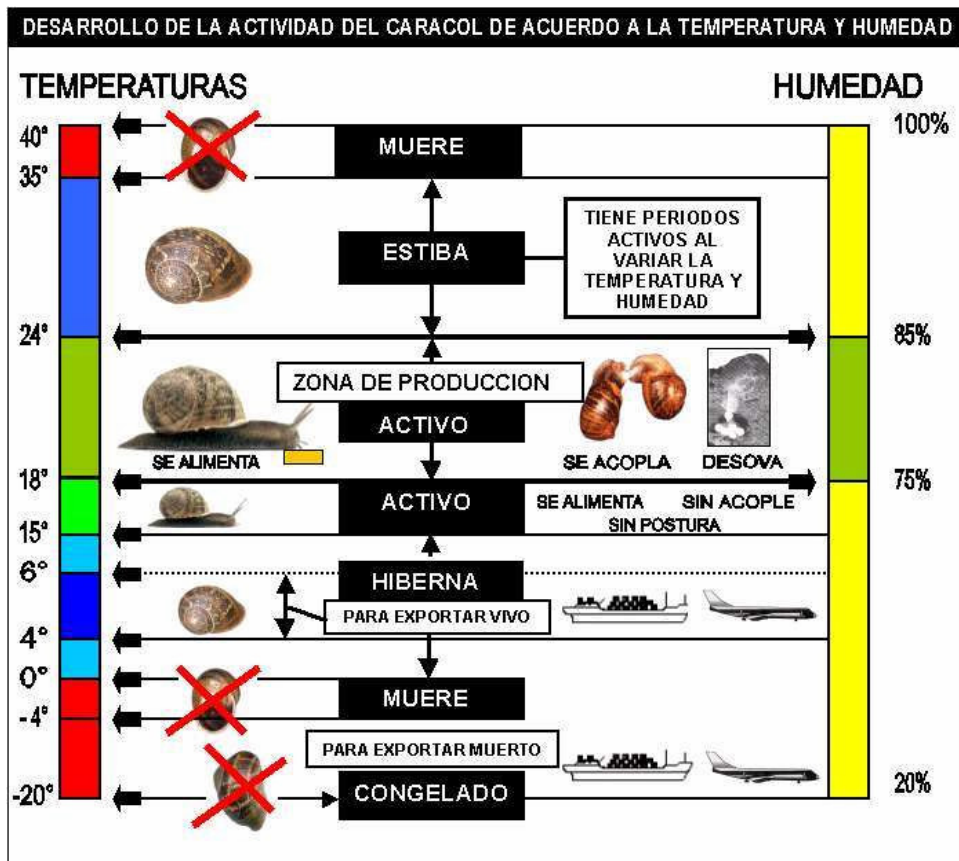 DESARROLLO DE LA ACTIVIDAD DEL CARACOL DE ACUERDO A LA TEMPERATURA Y HUMEDAD
TEMPERATURAS
HUMEDAD
40°
MUERE
100%
35°
ESTIBA
TIENE PERIODOS
ACTIVOS AL
VARIAR LA
TEMPERATURA Y
HUMEDAD
24°
85%
ZONA DE PRODUCCION
ACTIVO
SE ALIMENTA
SE ACOPLA
DESOVA
18°
75%
ACTIVO
SE ALIMENTA
SIN ACOPLE
SIN POSTURA
15°
6°
HIBERNA
PARA EXPORTAR VIVO
4°
0°
MUERE
-4°
PARA EXPORTAR MUERTO
-20°
CONGELADO
20%